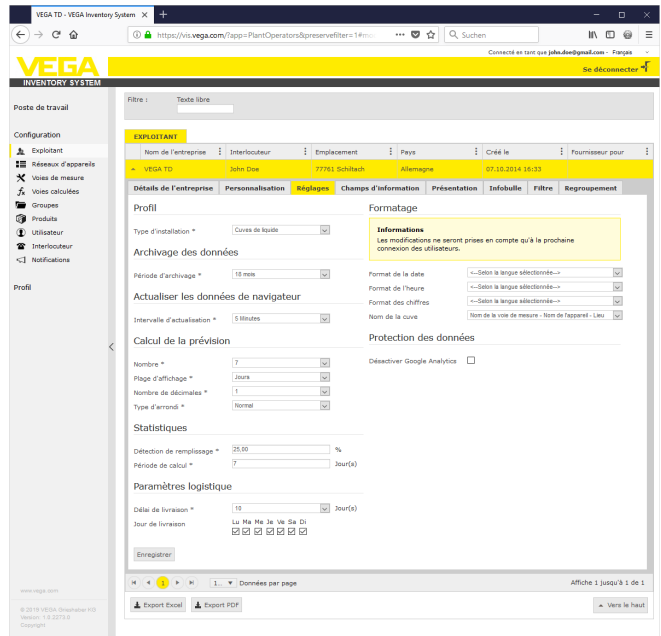 VEGA TD - VEGA Inventory System
https://vis.vega.com/?app=PlantOperators&preservefilter=1#mo
Suchen
Connecté en tant que john.doe@gmail.com - Français
VEGA
Se déconnecter
INVENTORY SYSTEM
Poste de travail
Configuration
Exploitant
Réseaux d'appareils
Voies de mesure
Voies calculées
Groupes
Produits
Utilisateur
Interlocuteur
Notifications
Profil
www.vega.com
Version 1.0.2273.0
Copyright
Filtre : Texte libre
EXPLOITANT
Nom de l'entreprise Interlocuteur Emplacement Pays Créé le Fournisseur pour
VEGA TD John Doe 77761 Schiltach Allemagne 07.10.2014 16:33
Détails de l'entreprise Personnalisation Réglages Champs d'information Présentation Infobulle Filtre Regroupement
Profil
Type d'installation * Cuves de liquide
Archivage des données
Période d'archivage * 18 mois
Actualiser les données de navigateur
Intervalle d'actualisation * 5 Minutes
Calcul de la prévision
Nombre * 7
Plage d'affichage * Jours
Nombre de décimales * 1
Type d'arrondi * Normal
Statistiques
Détection de remplissage * 25,00 %
Période de calcul * 7 Jour(s)
Paramètres logistique
Délai de livraison * 10 Jour(s)
Jour de livraison Lu Ma Me Je Ve Sa Di
Enregistrer
Formatage
Informations
Les modifications ne seront prises en compte qu'à la prochaine
connexion des utilisateurs.
Format de la date <--Selon la langue sélectionnée-->
Format de l'heure <--Selon la langue sélectionnée-->
Format des chiffres <--Selon la langue sélectionnée-->
Nom de la cuve Nom de la voie de mesure - Nom de l'appareil - Lieu
Protection des données
Désactiver Google Analytics
1 1... Données par page Affiche 1 jusqu'à 1 de 1
Export Excel Export PDF Vers le haut